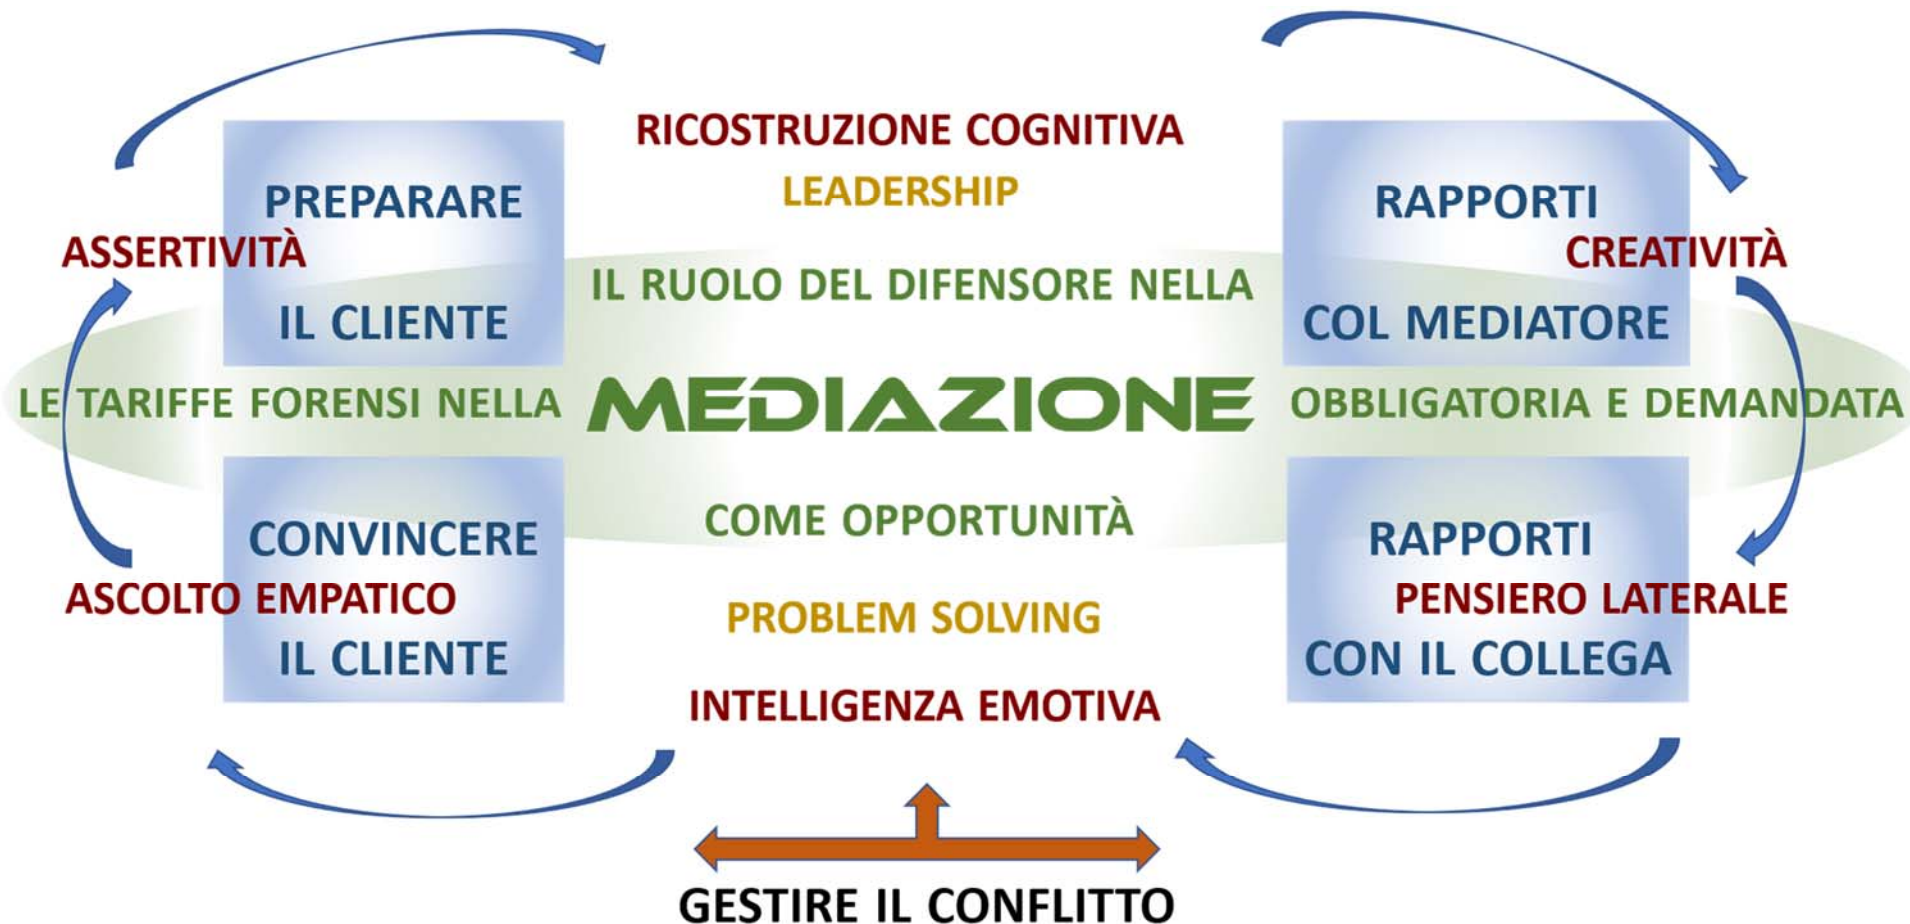 RICOSTRUZIONE COGNITIVA
LEADERSHIP
PREPARARE
IL CLIENTE
ASSERTIVITÀ
RAPPORTI
COL MEDIATORE
CREATIVITÀ
IL RUOLO DEL DIFENSORE NELLA
LE TARIFFE FORENSI NELLA
MEDIAZIONE
OBBLIGATORIA E DEMANDATA
COME OPPORTUNITÀ
CONVINCERE
IL CLIENTE
ASCOLTO EMPATICO
RAPPORTI
CON IL COLLEGA
PENSIERO LATERALE
PROBLEM SOLVING
INTELLIGENZA EMOTIVA
GESTIRE IL CONFLITTO